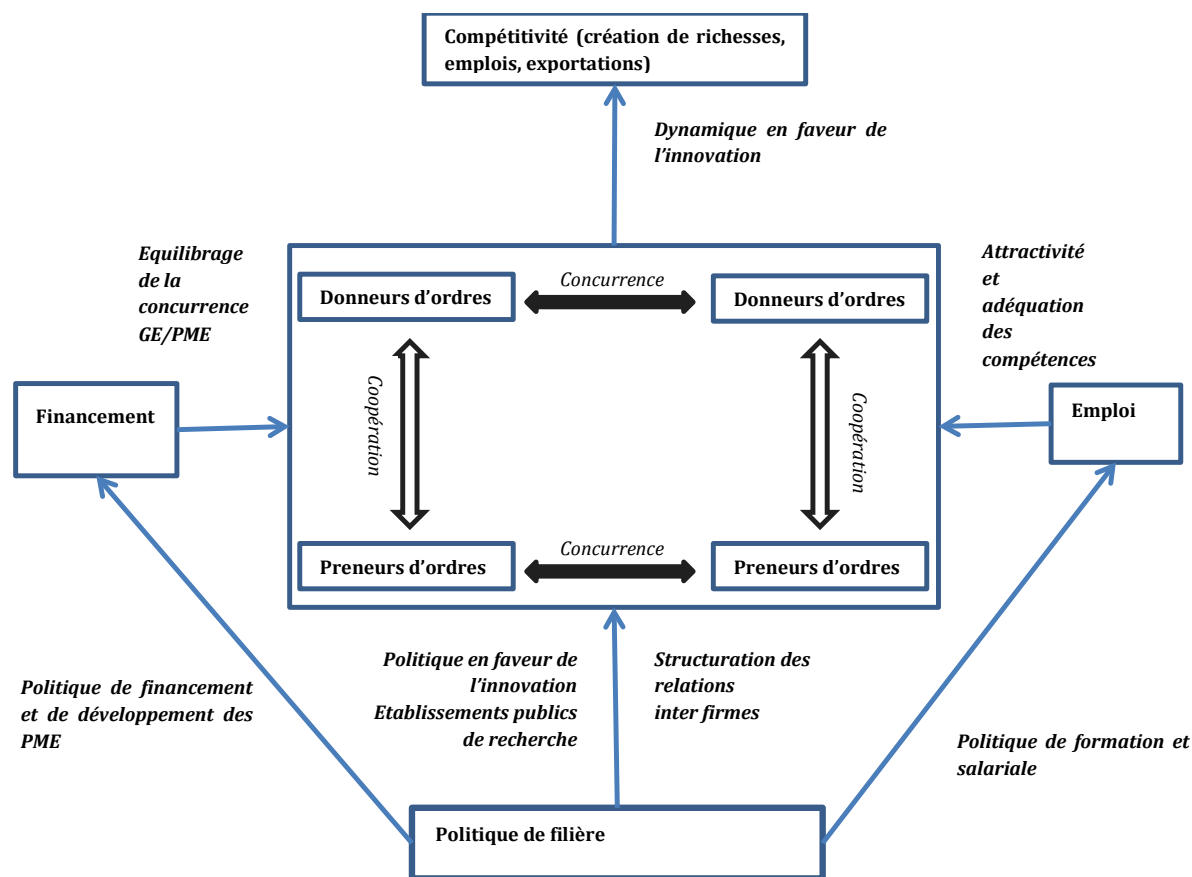 Compétitivité (création de richesses,
emplois, exportations)
Dynamique en faveur de
l'innovation
Equilibrage
de la
concurrence
GE/PME
Attractivité
et
adéquation
des
compétences
Donneurs d'ordres
Concurrence
Donneurs d'ordres
Financement
Coopération
Coopération
Emploi
Preneurs d'ordres
Concurrence
Preneurs d'ordres
Politique de financement
et de développement des
PME
Politique en faveur de
l'innovation
Etablissements publics
de recherche
Structuration des
relations
inter firmes
Politique de formation et
salariale
Politique de filière